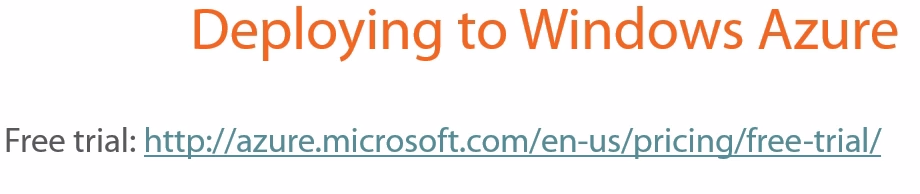 Deploying to Windows Azure
Free trial: http://azure.microsoft.com/en-us/pricing/free-trial/